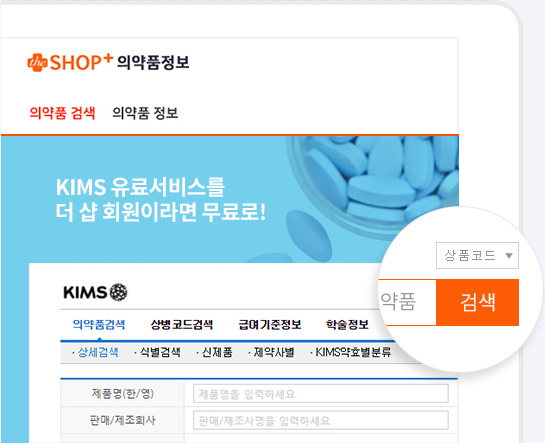 the SHOP+ 의약품정보
의약품 검색 의약품 정보
KIMS 유료서비스를
더 샵 회원이라면 무료로!
상품코드 ▼
약품 검색
KIMS
의약품검색 상병코드검색 급여기준정보 학술정보
· 상세검색 · 식별검색 · 신제품 · 제약사별 · KIMS약효별분류
제품명(한/영) 제품명을 입력하세요
판매/제조회사 판매/제조사명을 입력하세요